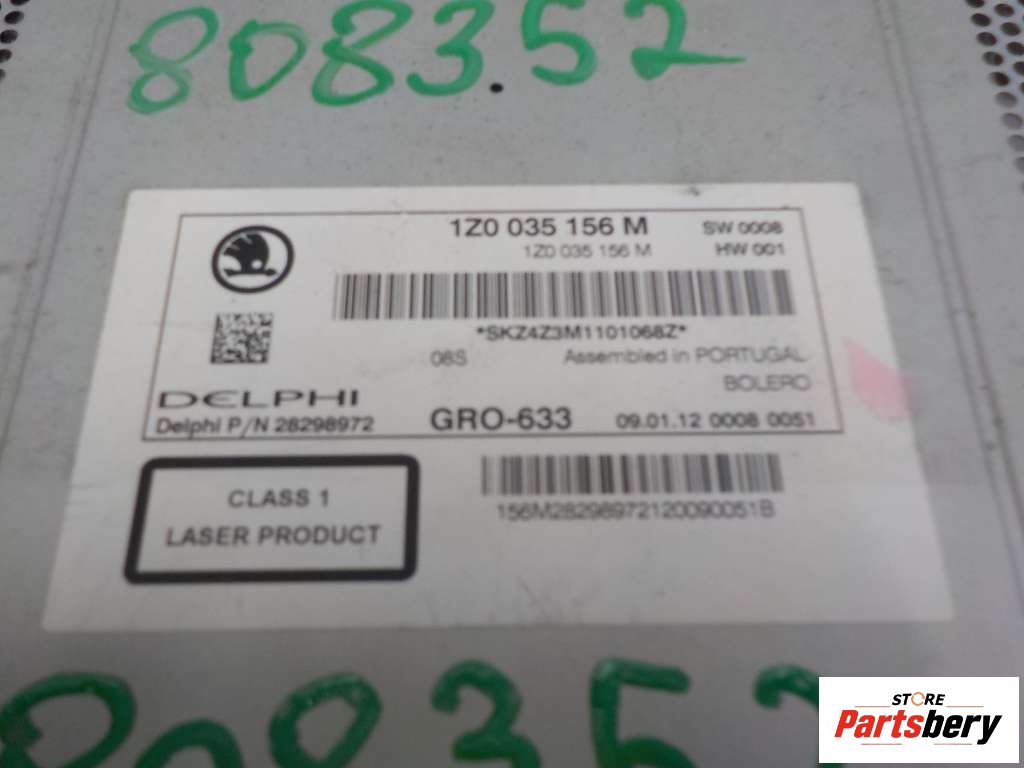 808352
1Z0 035 156 M SW 0008
1Z0 035 156 M HW 001
*SKZ4Z3M1101068Z*
08S Assembled in PORTUGAL
BOLERO
DELPHI
Delphi P/N 28298972 GRO-633 09.01.12 0008 0051
CLASS 1
LASER PRODUCT
156M28298972120090051B
808352
STORE
Partsbery